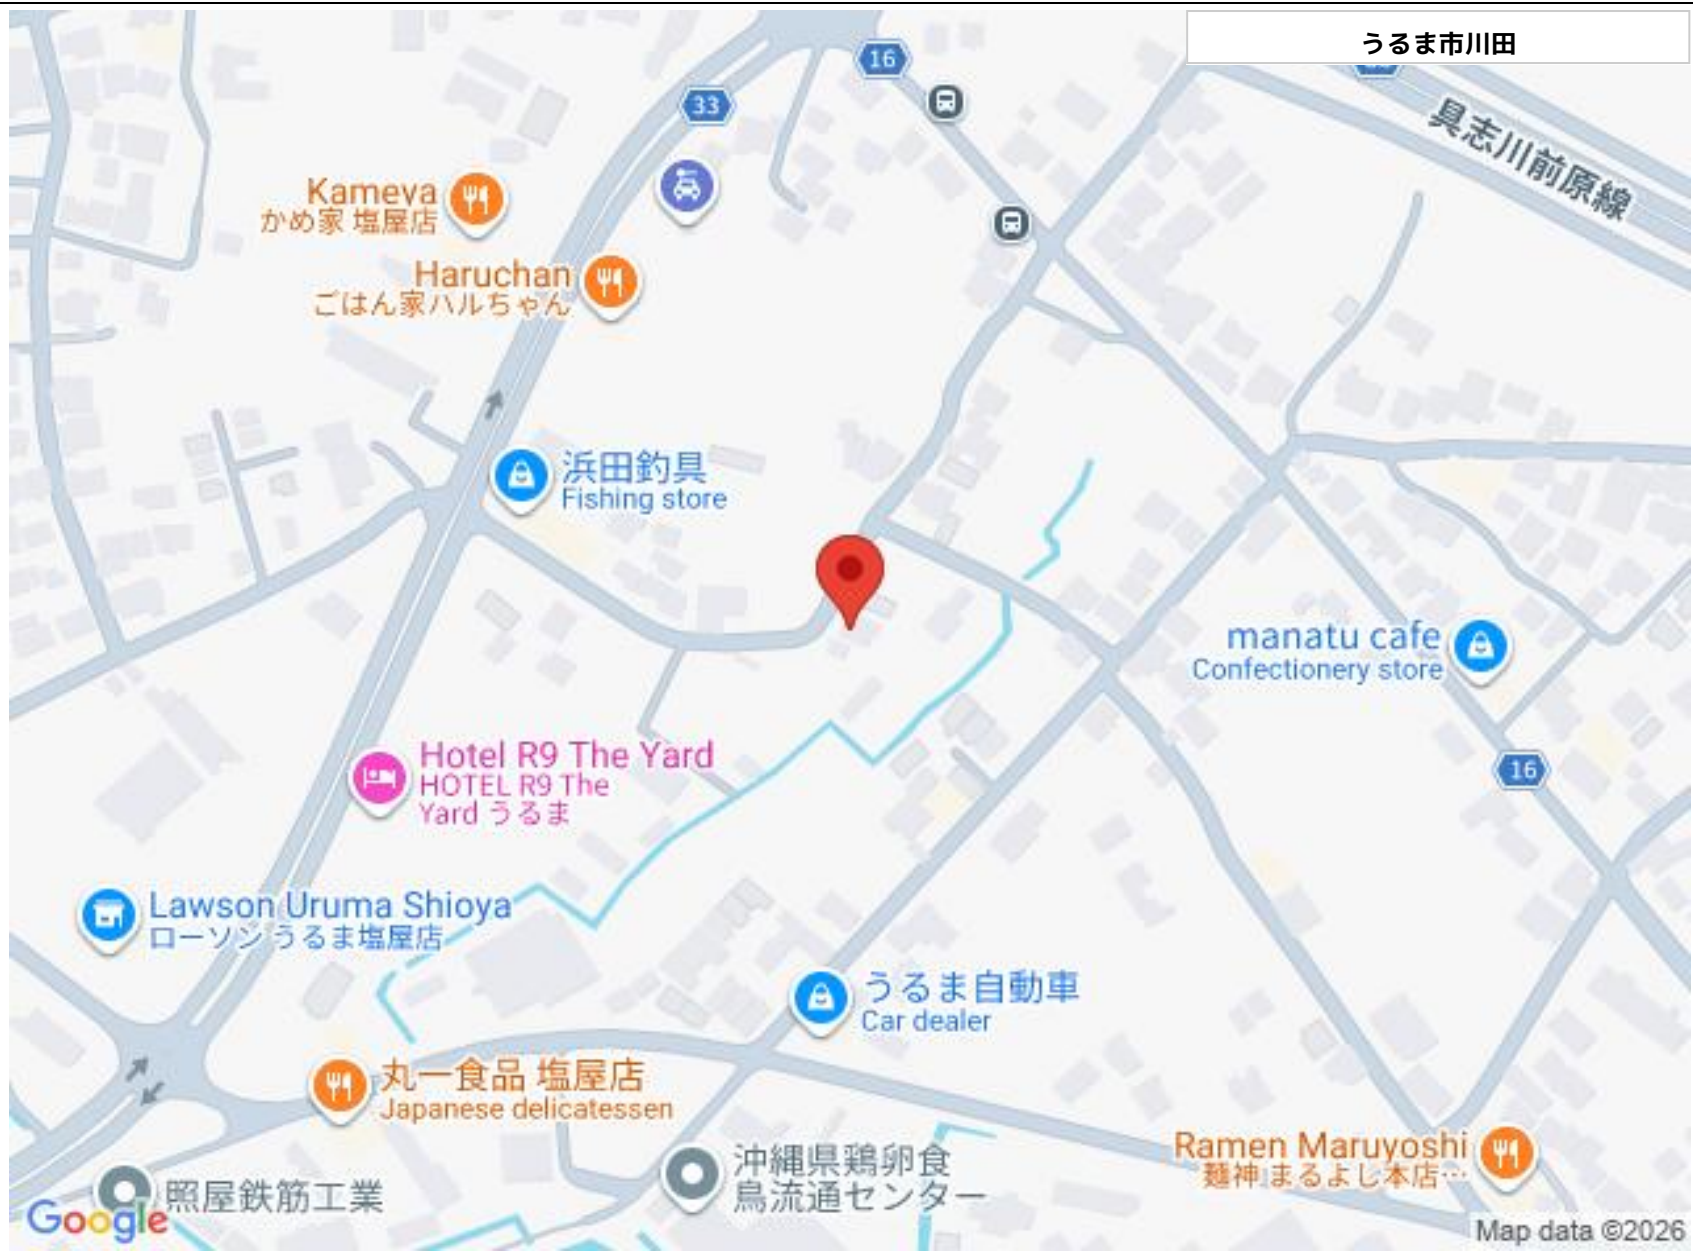 うるま市川田
16
33
具志川前原線
Kameya
かめ家 塩屋店
Haruchan
ごはん家ハルちゃん
浜田釣具
Fishing store
manatu cafe
Confectionery store
16
Hotel R9 The Yard
HOTEL R9 The
Yard うるま
Lawson Uruma Shioya
ローソン うるま塩屋店
うるま自動車
Car dealer
丸一食品 塩屋店
Japanese delicatessen
Ramen Maruyoshi
麺神 まるよし本店…
沖縄県鶏卵食
鳥流通センター
照屋鉄筋工業
Google
Map data ©2026